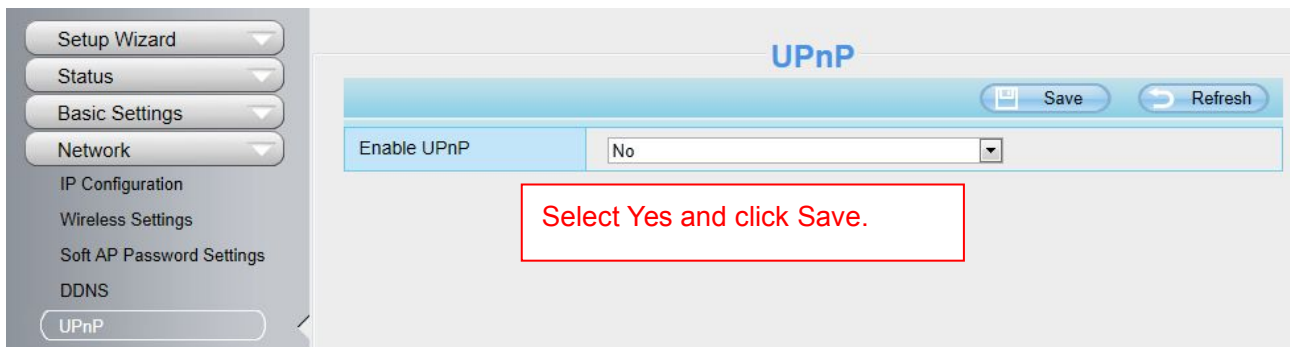 Setup Wizard
Status
Basic Settings
Network
IP Configuration
Wireless Settings
Soft AP Password Settings
DDNS
UPnP
UPnP
Save Refresh
Enable UPnP No
Select Yes and click Save.